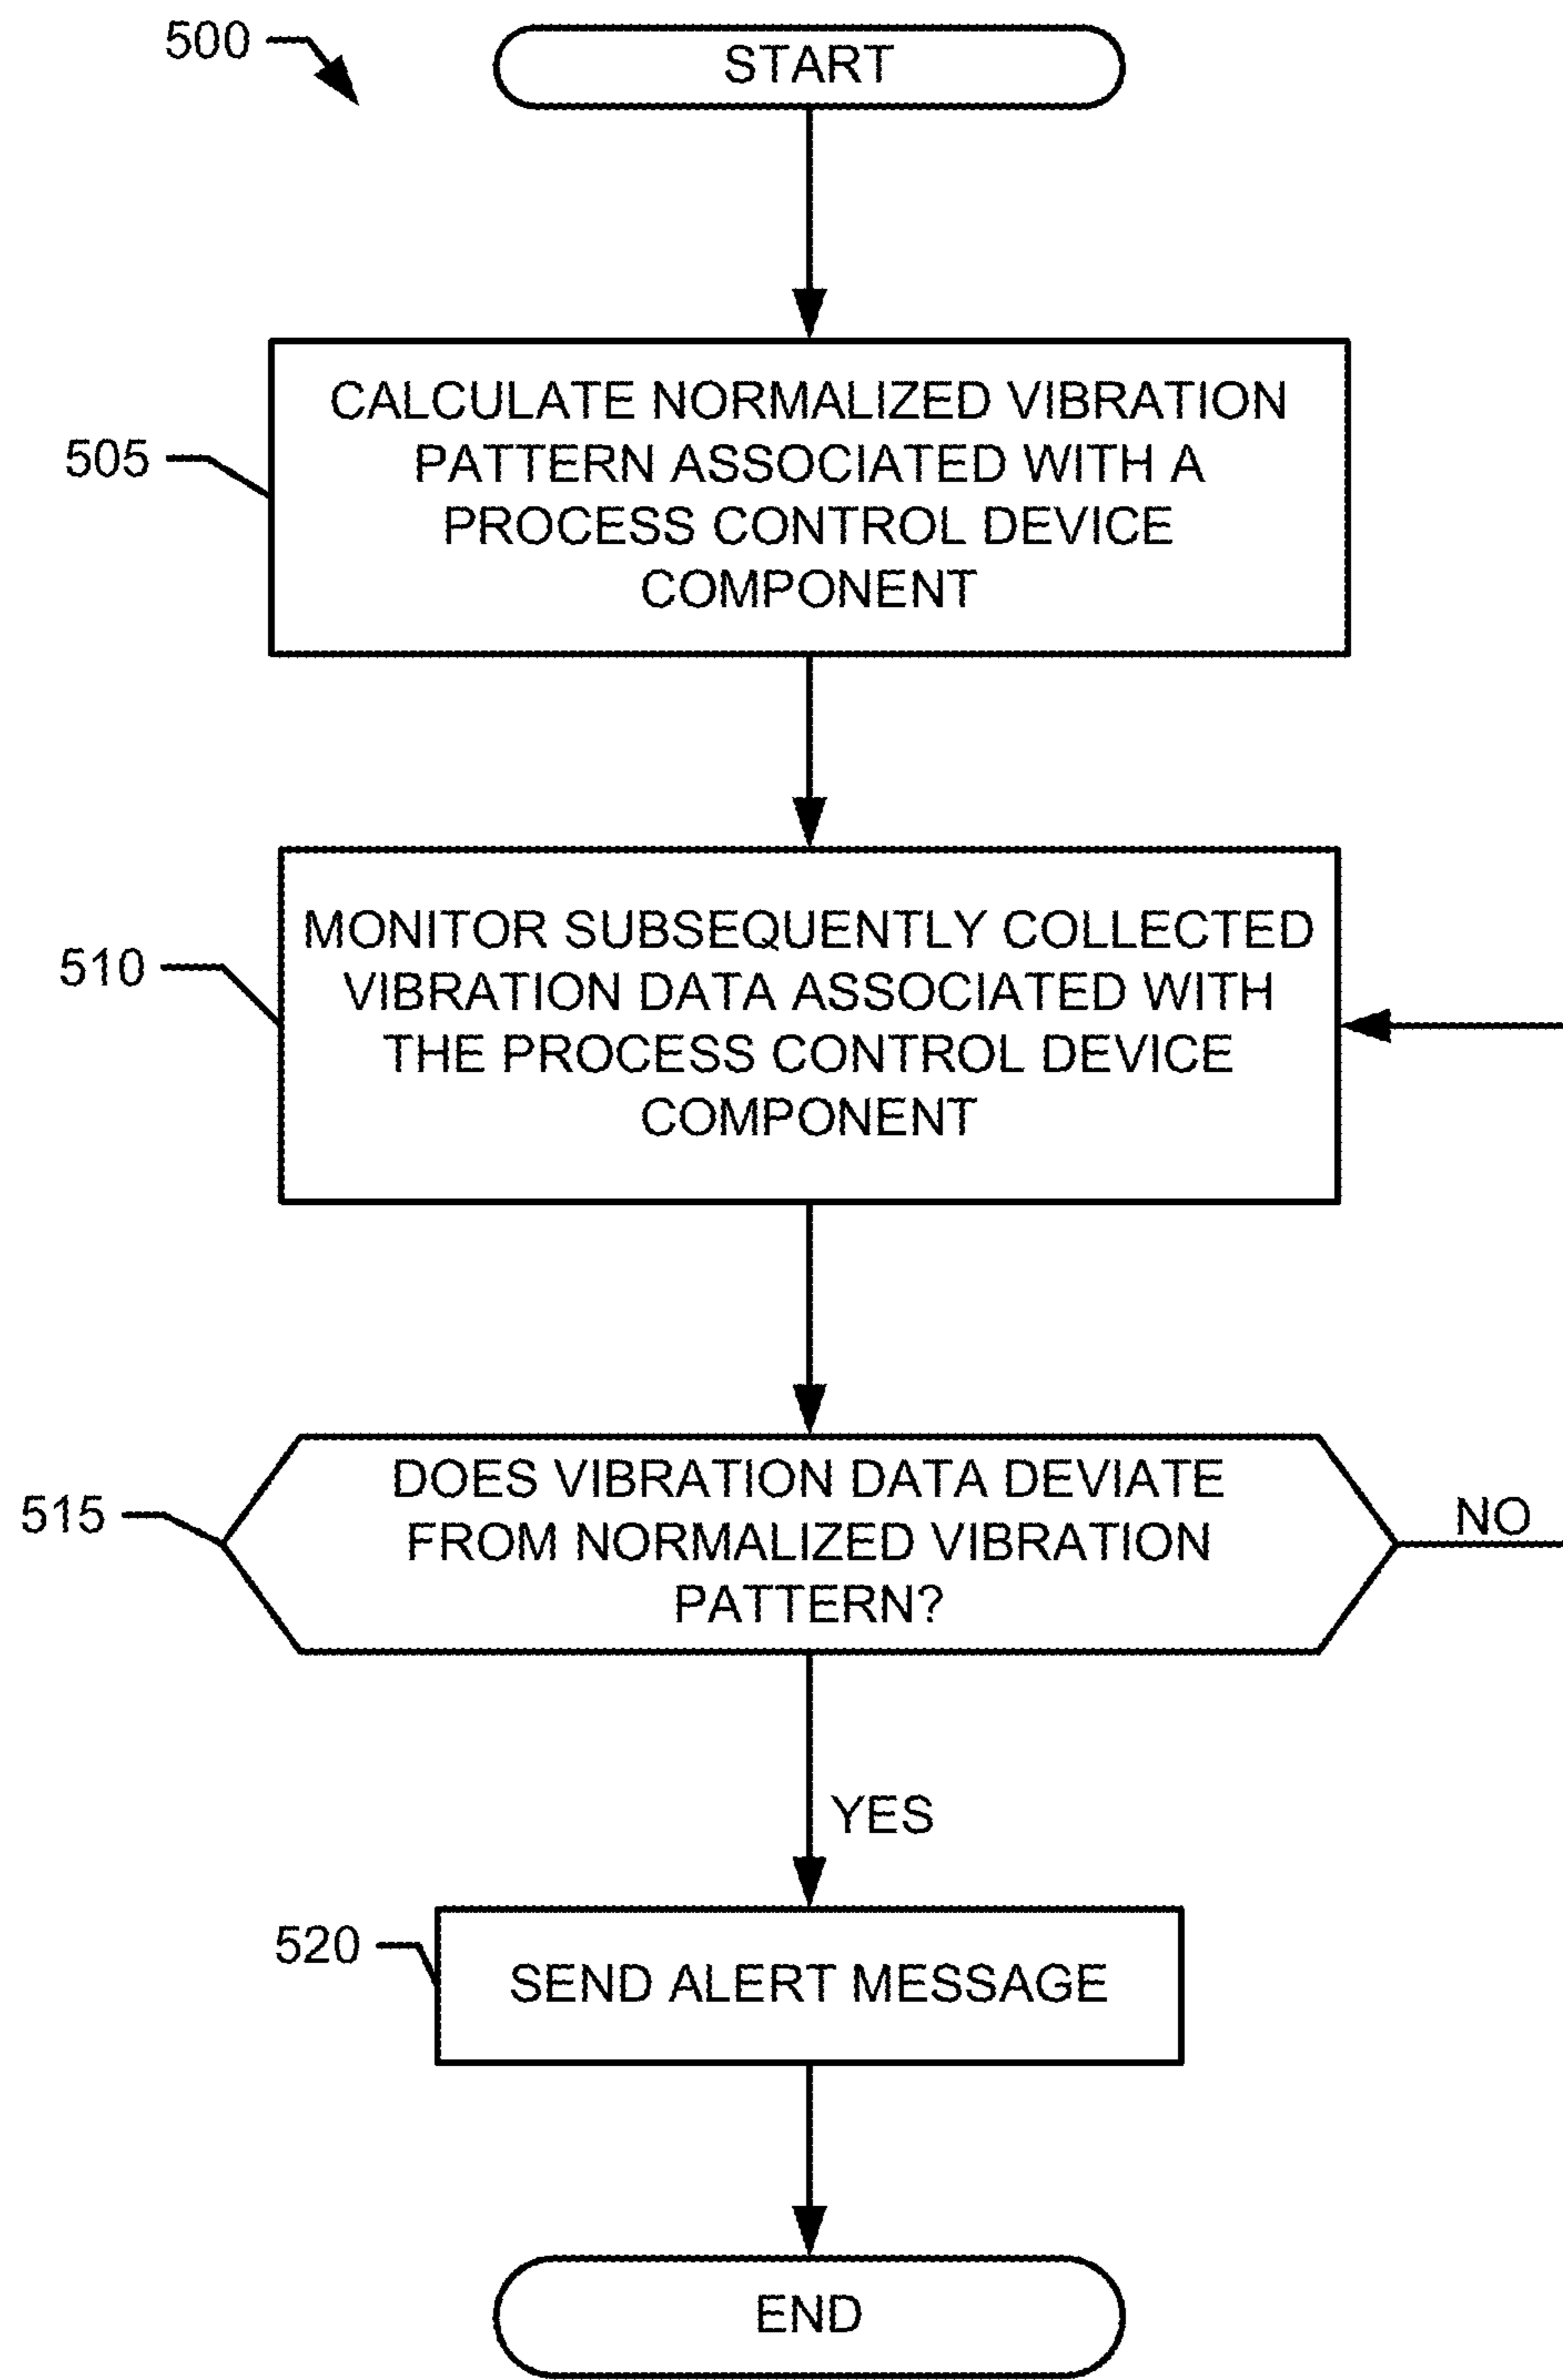 500
START
505
CALCULATE NORMALIZED VIBRATION
PATTERN ASSOCIATED WITH A
PROCESS CONTROL DEVICE
COMPONENT
510
MONITOR SUBSEQUENTLY COLLECTED
VIBRATION DATA ASSOCIATED WITH
THE PROCESS CONTROL DEVICE
COMPONENT
515
DOES VIBRATION DATA DEVIATE
FROM NORMALIZED VIBRATION
PATTERN?
NO
YES
520
SEND ALERT MESSAGE
END